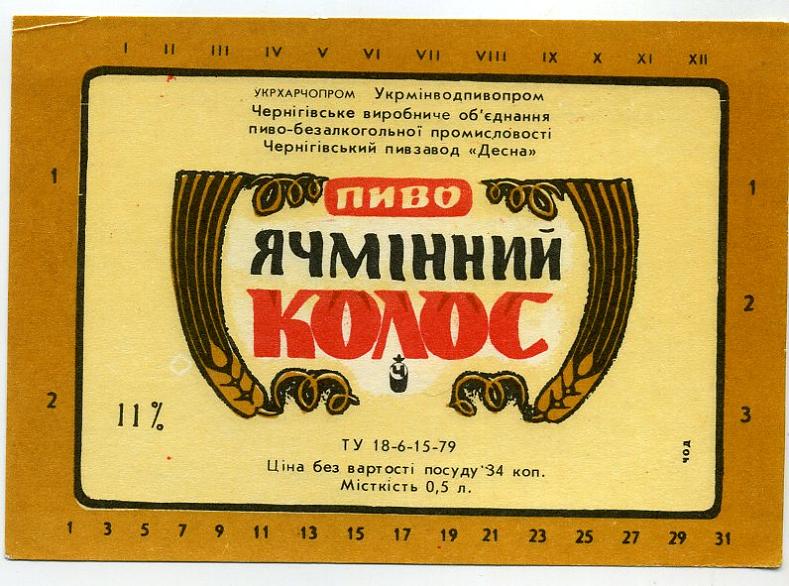 I II III IV V VI VII VIII IX X XI XII
УКРХАРЧОПРОМ Укрмінводпивопром
Чернігівське виробниче об'єднання
пиво-безалкогольної промисловості
Чернігівський пивзавод «Десна»
1
1
ПИВО
ЯЧМІННИЙ
КОЛОС
Ч
2
2
3
11%
ТУ 18-6-15-79
Ціна без вартості посуду 34 коп.
Місткість 0,5 л.
ЧОД
1 3 5 7 9 11 13 15 17 19 21 23 25 27 29 31